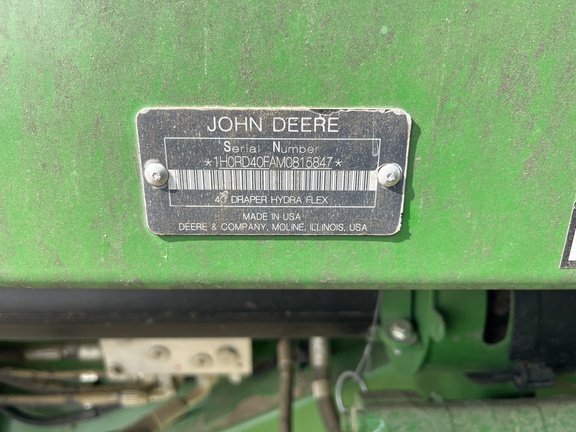 JOHN DEERE
Serial Number
*1H0RD40FAM0815847*
40' DRAPER HYDRA FLEX
MADE IN USA
DEERE & COMPANY, MOLINE, ILLINOIS, USA